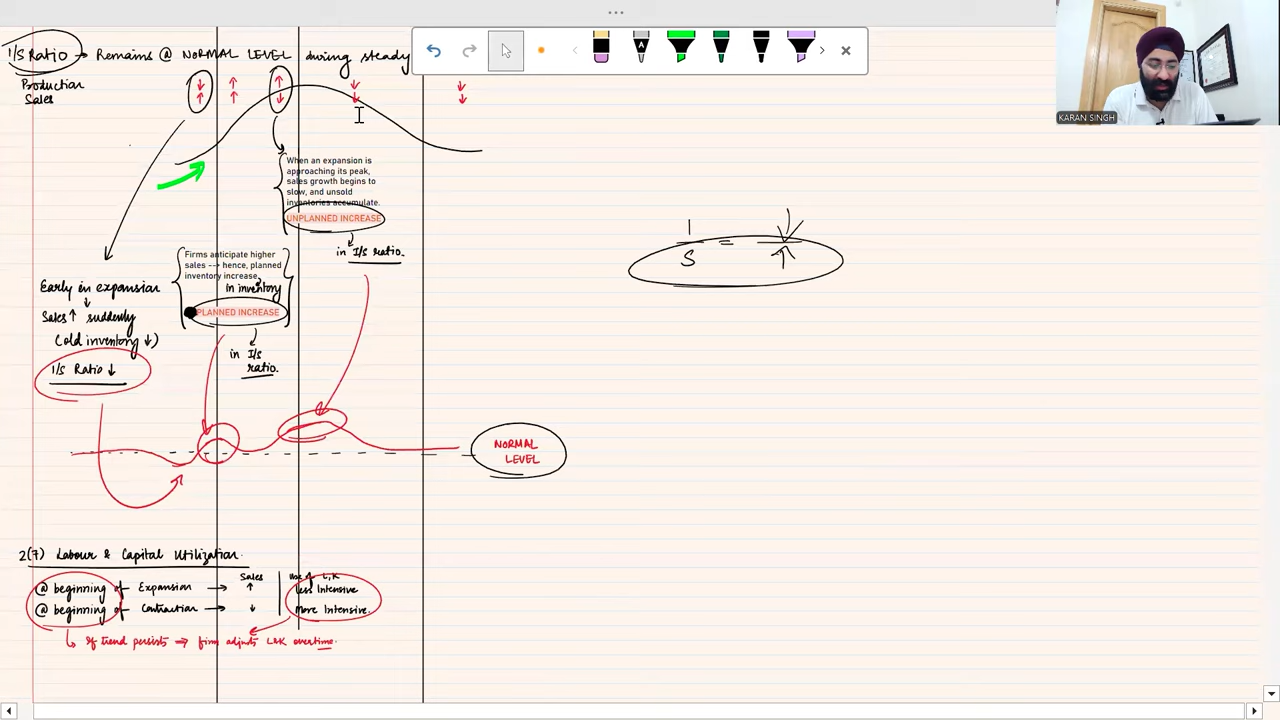 I/S Ratio → Remains @ NORMAL LEVEL during steady
Production ↓ ↑ ↑ ↓ ↓
Sales ↑ ↑ ↓ ↓ ↓
KARAN SINGH
When an expansion is
approaching its peak,
sales growth begins to
slow, and unsold
inventories accumulate.
UNPLANNED INCREASE
in I/S ratio.
Firms anticipate higher
sales --> hence, planned
inventory increase
in inventory
PLANNED INCREASE
in I/S
ratio.
Early in expansion
↓
Sales ↑ suddenly
(old inventory ↓)
I/S Ratio ↓
I
S
= ↓
↑
NORMAL
LEVEL
2(7) Labour & Capital Utilization.
Sales Use of L,K
@ beginning of Expansion → ↑ less Intensive
@ beginning of Contraction → ↓ More Intensive.
↳ If trend persists → firm adjusts L&K overtime.